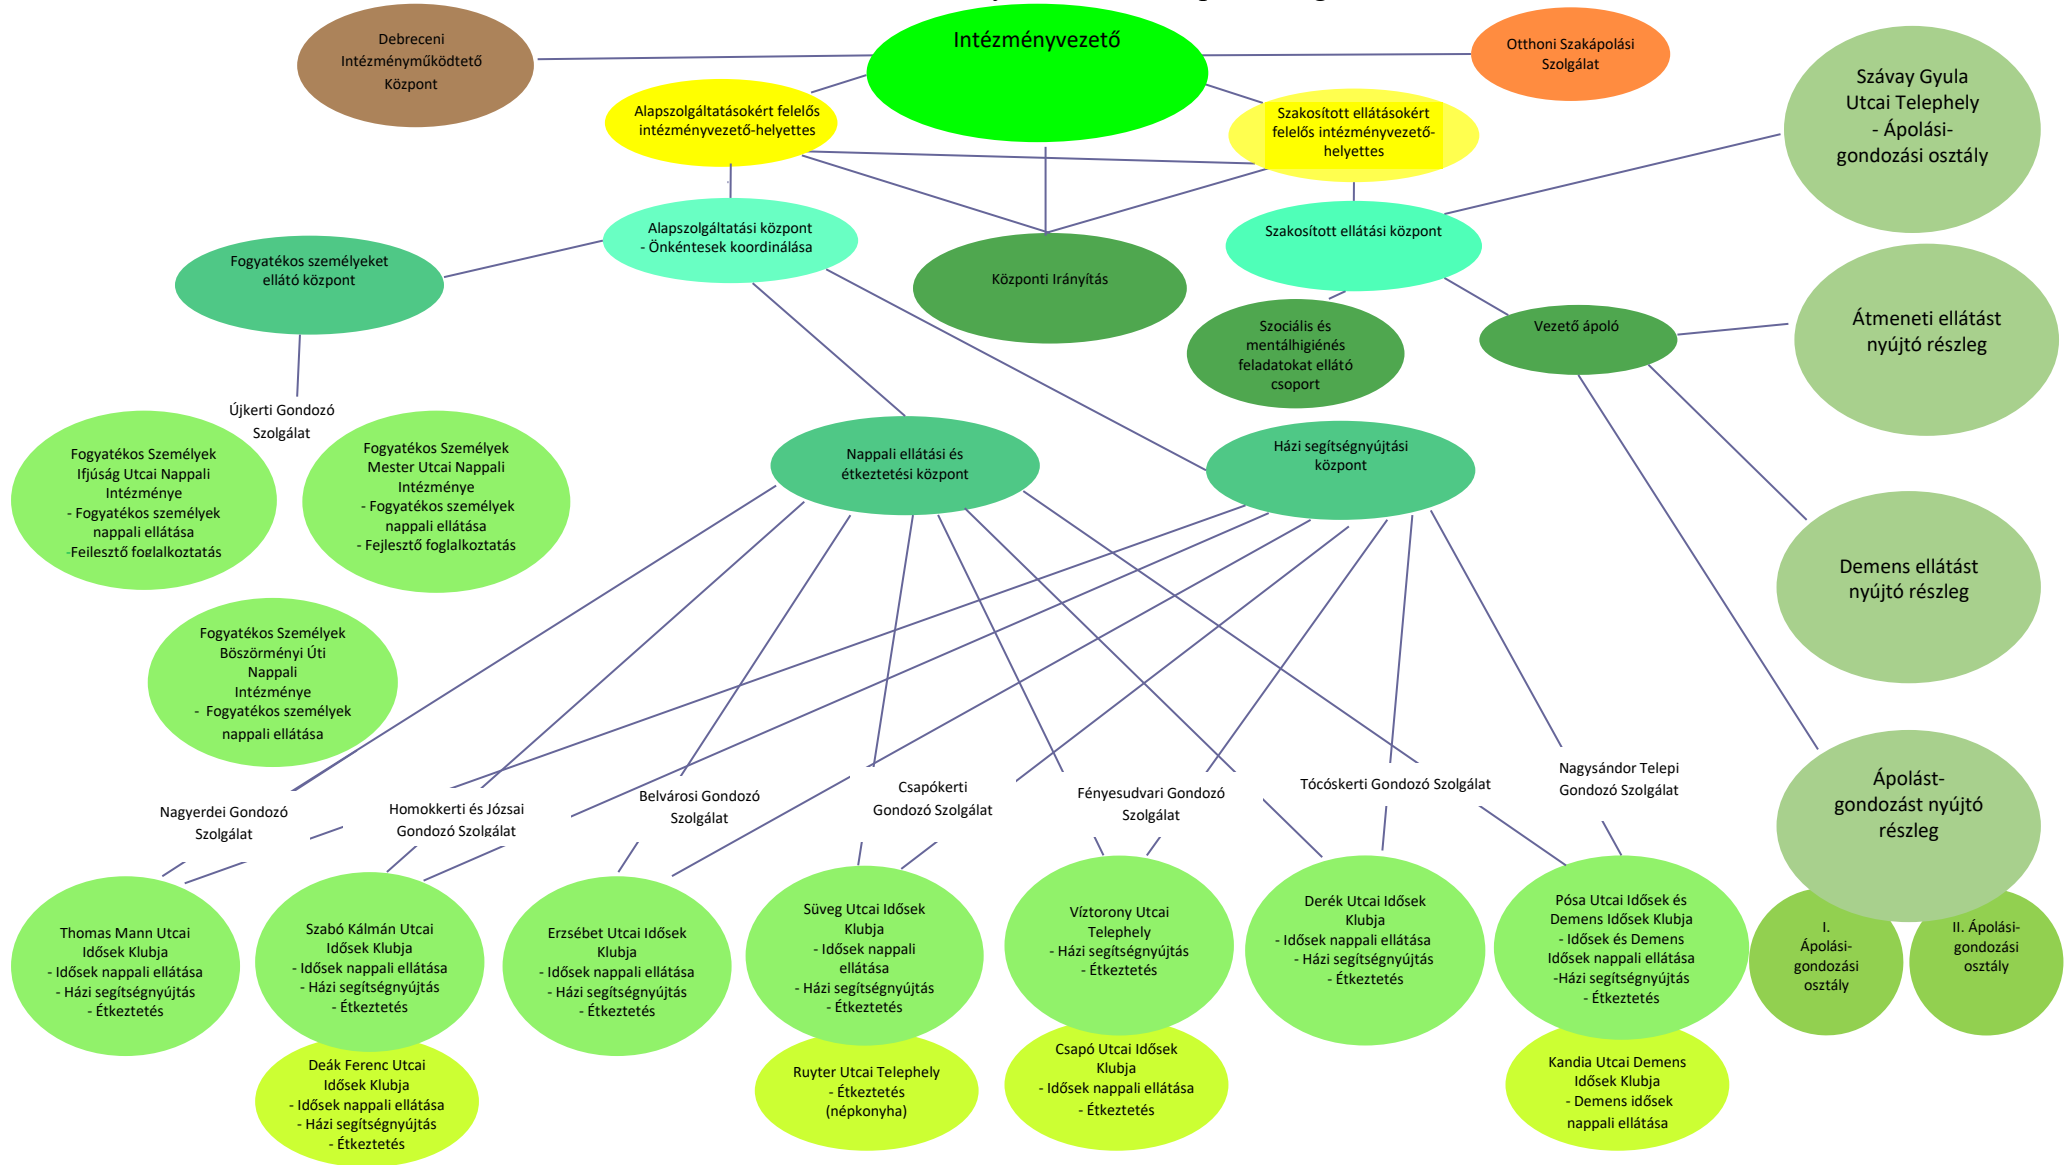 Debreceni
Intézményműködtető
Központ
Intézményvezető
Otthoni Szakápolási
Szolgálat
Szávay Gyula
Utcai Telephely
- Ápolási-
gondozási osztály
Alapszolgáltatásokért felelős
intézményvezető-helyettes
Szakosított ellátásokért
felelős intézményvezető-
helyettes
Alapszolgáltatási központ
- Önkéntesek koordinálása
Szakosított ellátási központ
Fogyatékos személyeket
ellátó központ
Központi Irányítás
Szociális és
mentálhigiénés
feladatokat ellátó
csoport
Vezető ápoló
Átmeneti ellátást
nyújtó részleg
Újkerti Gondozó
Szolgálat
Fogyatékos Személyek
Ifjúság Utcai Nappali
Intézménye
- Fogyatékos személyek
nappali ellátása
-Fejlesztő foglalkoztatás
Fogyatékos Személyek
Mester Utcai Nappali
Intézménye
- Fogyatékos személyek
nappali ellátása
- Fejlesztő foglalkoztatás
Nappali ellátási és
étkeztetési központ
Házi segítségnyújtási
központ
Demens ellátást
nyújtó részleg
Fogyatékos Személyek
Böszörményi Úti
Nappali
Intézménye
- Fogyatékos személyek
nappali ellátása
Ápolást-
gondozást nyújtó
részleg
Nagyerdei Gondozó
Szolgálat
Homokkerti és Józsai
Gondozó Szolgálat
Belvárosi Gondozó
Szolgálat
Csapókerti
Gondozó Szolgálat
Fényesudvari Gondozó
Szolgálat
Tócóskerti Gondozó Szolgálat
Nagysándor Telepi
Gondozó Szolgálat
Thomas Mann Utcai
Idősek Klubja
- Idősek nappali ellátása
- Házi segítségnyújtás
- Étkeztetés
Szabó Kálmán Utcai
Idősek Klubja
- Idősek nappali ellátása
- Házi segítségnyújtás
- Étkeztetés
Erzsébet Utcai Idősek
Klubja
- Idősek nappali ellátása
- Házi segítségnyújtás
- Étkeztetés
Süveg Utcai Idősek
Klubja
- Idősek nappali
ellátása
- Házi segítségnyújtás
- Étkeztetés
Víztorony Utcai
Telephely
- Házi segítségnyújtás
- Étkeztetés
Derék Utcai Idősek
Klubja
- Idősek nappali ellátása
- Házi segítségnyújtás
- Étkeztetés
Pósa Utcai Idősek és
Demens Idősek Klubja
- Idősek és Demens
Idősek nappali ellátása
-Házi segítségnyújtás
- Étkeztetés
I.
Ápolási-
gondozási
osztály
II. Ápolási-
gondozási
osztály
Deák Ferenc Utcai
Idősek Klubja
- Idősek nappali ellátása
- Házi segítségnyújtás
- Étkeztetés
Ruyter Utcai Telephely
- Étkeztetés
(népkonyha)
Csapó Utcai Idősek
Klubja
- Idősek nappali ellátása
- Étkeztetés
Kandia Utcai Demens
Idősek Klubja
- Demens idősek
nappali ellátása